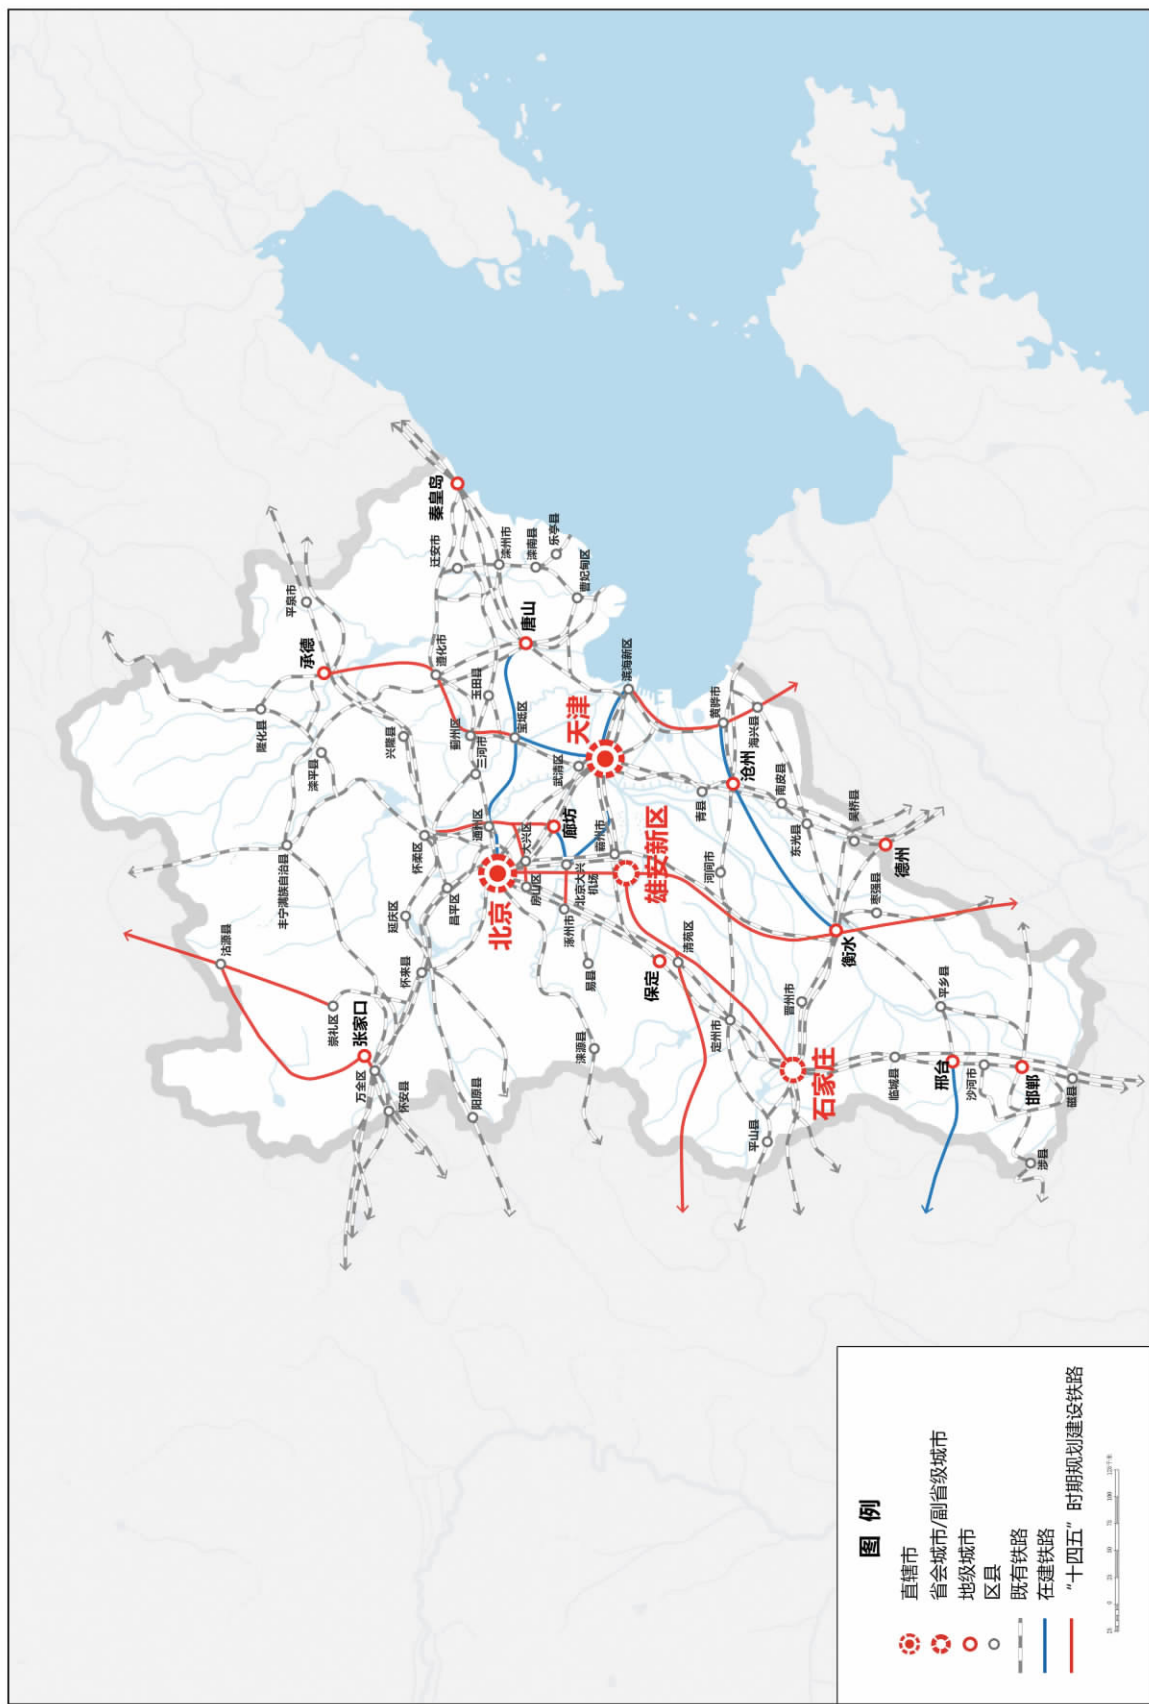 沽源县
丰宁满族自治县
隆化县
承德
平泉市
滦平县
崇礼区
张家口
万全区
怀安县
阳原县
怀来县
延庆区
昌平区
怀柔区
兴隆县
遵化市
迁安市
秦皇岛
滦州市
滦南县
乐亭县
曹妃甸区
唐山
玉田县
蓟州区
三河市
宝坻区
通州区
北京
大兴区
房山区
廊坊
武清区
天津
滨海新区
北京大兴
机场
涿州市
易县
涞源县
霸州市
雄安新区
保定
清苑区
定州市
河间市
青县
沧州
黄骅市
海兴县
南皮县
东光县
吴桥县
德州
枣强县
衡水
晋州市
石家庄
平山县
临城县
平乡县
邢台
沙河市
邯郸
磁县
涉县
图 例
直辖市
省会城市/副省级城市
地级城市
区县
既有铁路
在建铁路
“十四五”时期规划建设铁路
25 0 25 50 75 100 125千米